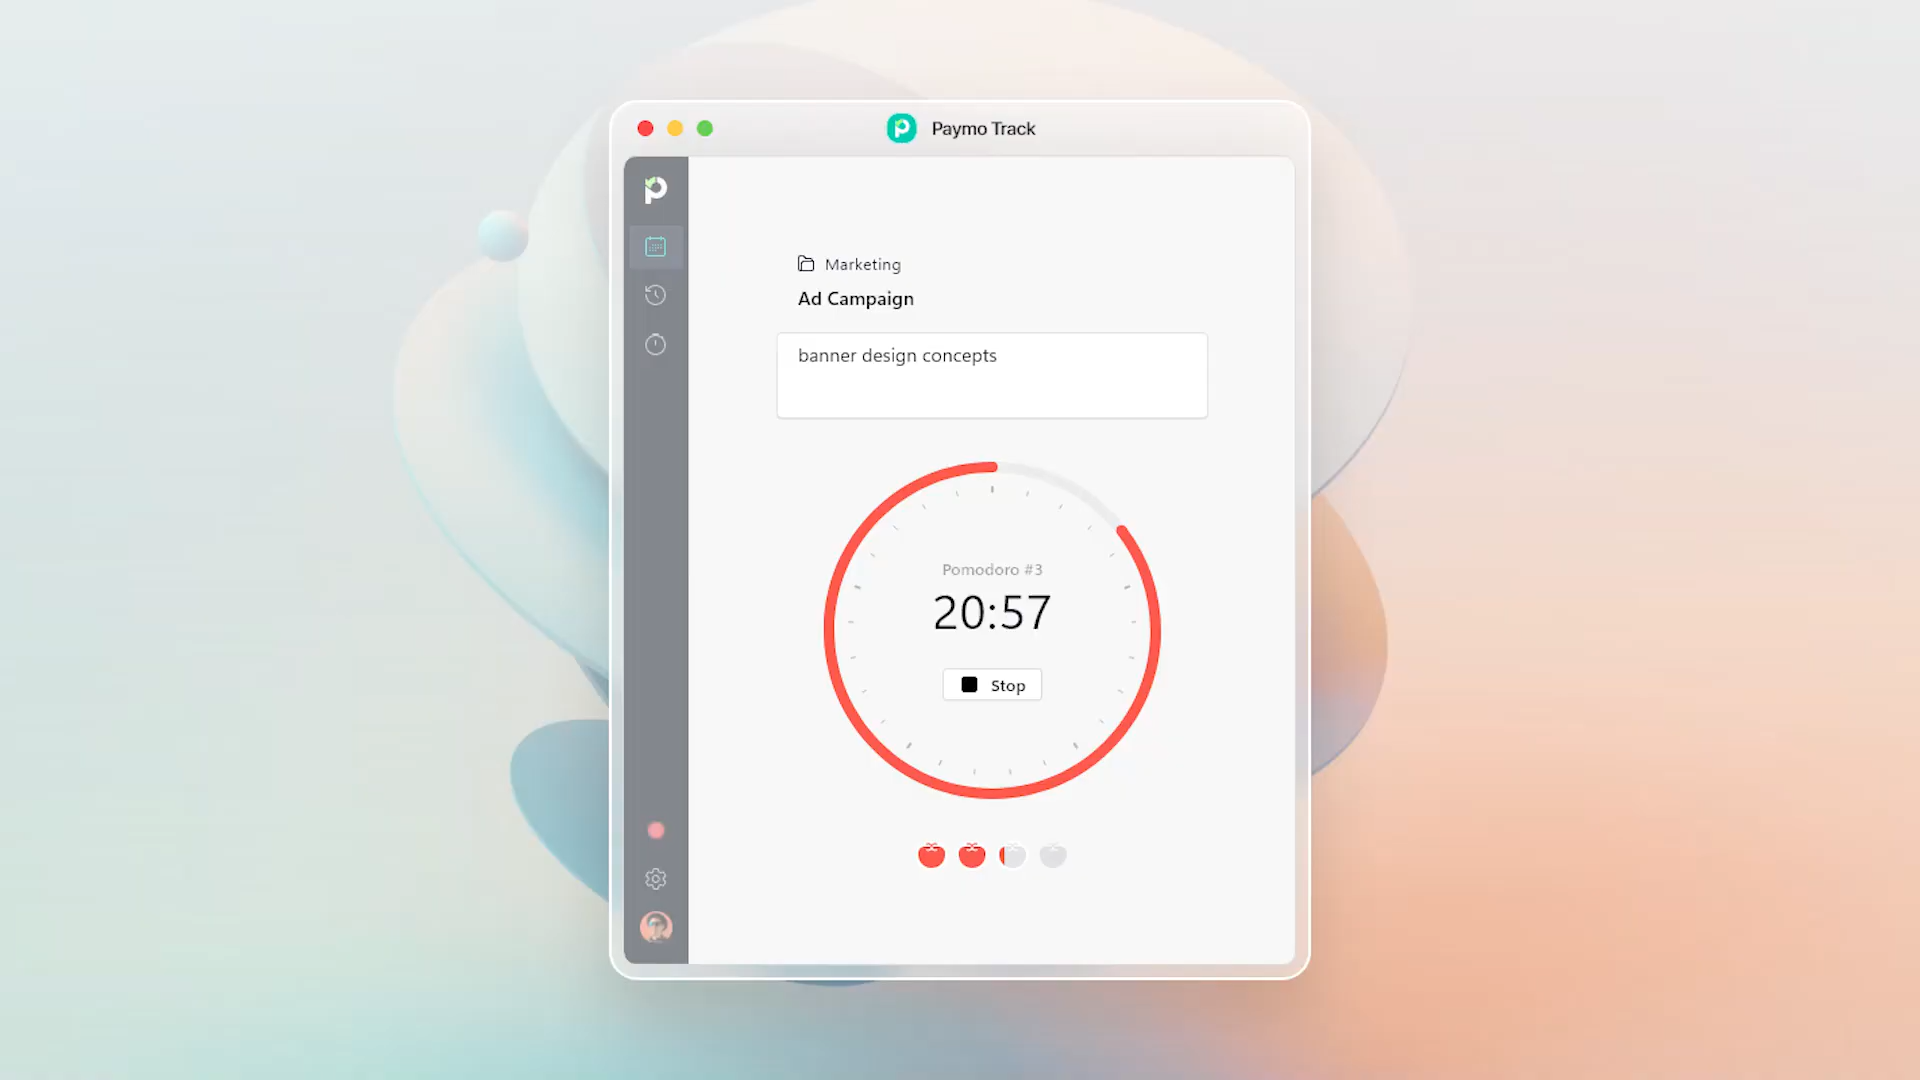 Paymo Track
Marketing
Ad Campaign
banner design concepts
Pomodoro #3
20:57
Stop